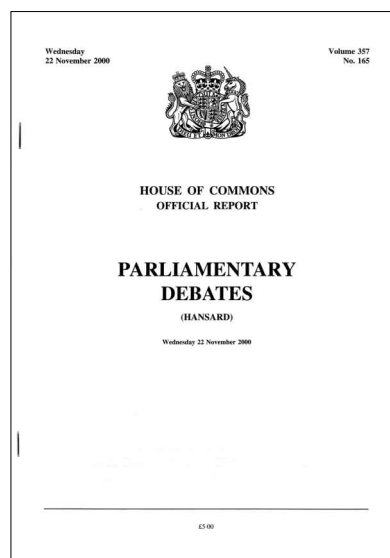 Wednesday
22 November 2000
Volume 357
No. 165
HOUSE OF COMMONS
OFFICIAL REPORT
PARLIAMENTARY
DEBATES
(HANSARD)
Wednesday 22 November 2000
£5·00